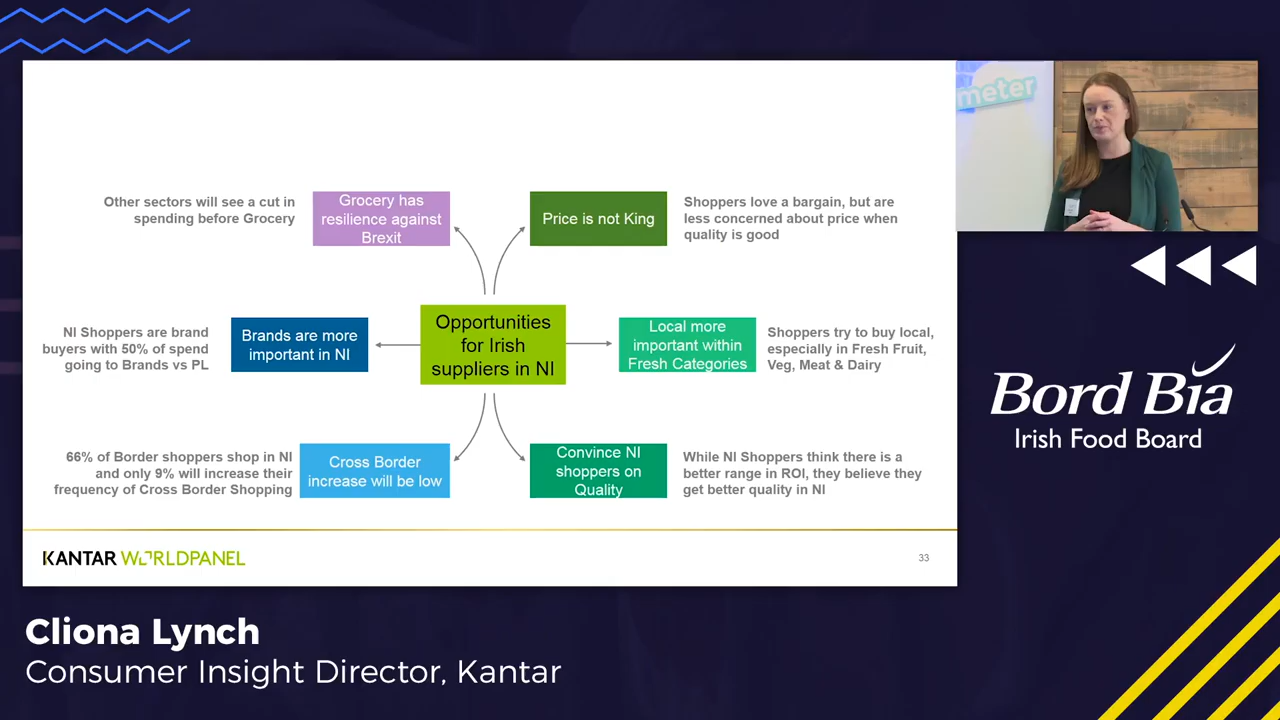 meter
Other sectors will see a cut in
spending before Grocery
Grocery has
resilience against
Brexit
Price is not King
Shoppers love a bargain, but are
less concerned about price when
quality is good
NI Shoppers are brand
buyers with 50% of spend
going to Brands vs PL
Brands are more
important in NI
Opportunities
for Irish
suppliers in NI
Local more
important within
Fresh Categories
Shoppers try to buy local,
especially in Fresh Fruit,
Veg, Meat & Dairy
66% of Border shoppers shop in NI
and only 9% will increase their
frequency of Cross Border Shopping
Cross Border
increase will be low
Convince NI
shoppers on
Quality
While NI Shoppers think there is a
better range in ROI, they believe they
get better quality in NI
KANTAR WORLDPANEL
33
Bord Bia
Irish Food Board
Cliona Lynch
Consumer Insight Director, Kantar